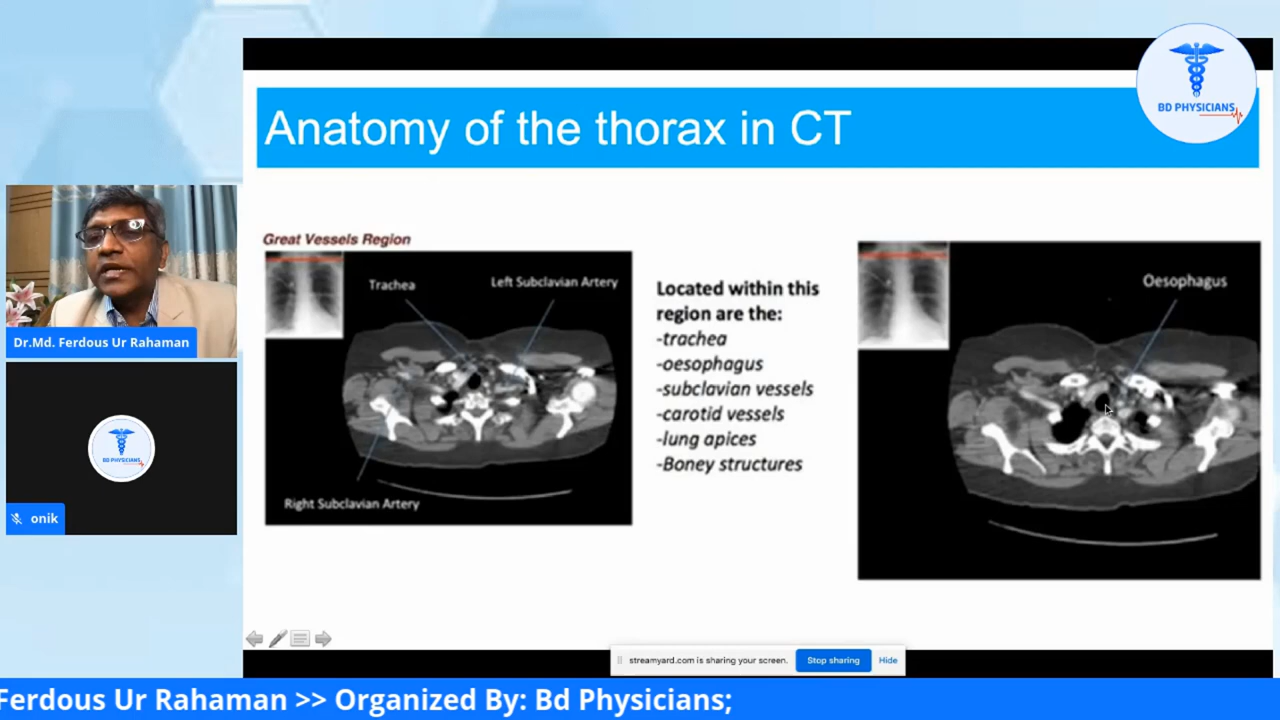 BD PHYSICIANS
Anatomy of the thorax in CT
Great Vessels Region
Trachea
Left Subclavian Artery
Right Subclavian Artery
Located within this
region are the:
-trachea
-oesophagus
-subclavian vessels
-carotid vessels
-lung apices
-Boney structures
Oesophagus
Dr.Md. Ferdous Ur Rahaman
BD PHYSICIANS
onik
streamyard.com is sharing your screen.
Stop sharing
Hide
Ferdous Ur Rahaman >> Organized By: Bd Physicians;